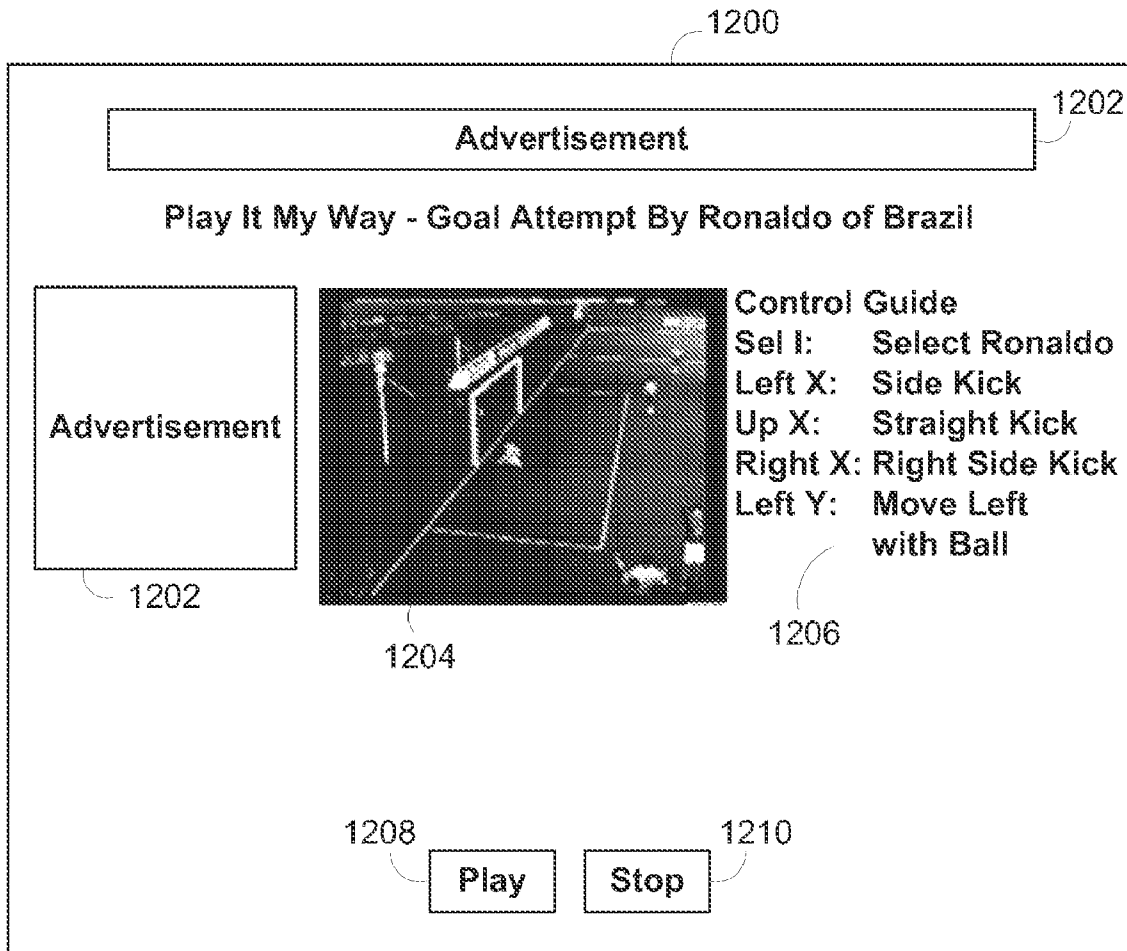 1200
1202
Advertisement
Play It My Way - Goal Attempt By Ronaldo of Brazil
Advertisement
1202
1204
Control Guide
Sel I: Select Ronaldo
Left X: Side Kick
Up X: Straight Kick
Right X: Right Side Kick
Left Y: Move Left
with Ball
1206
1208
Play
1210
Stop